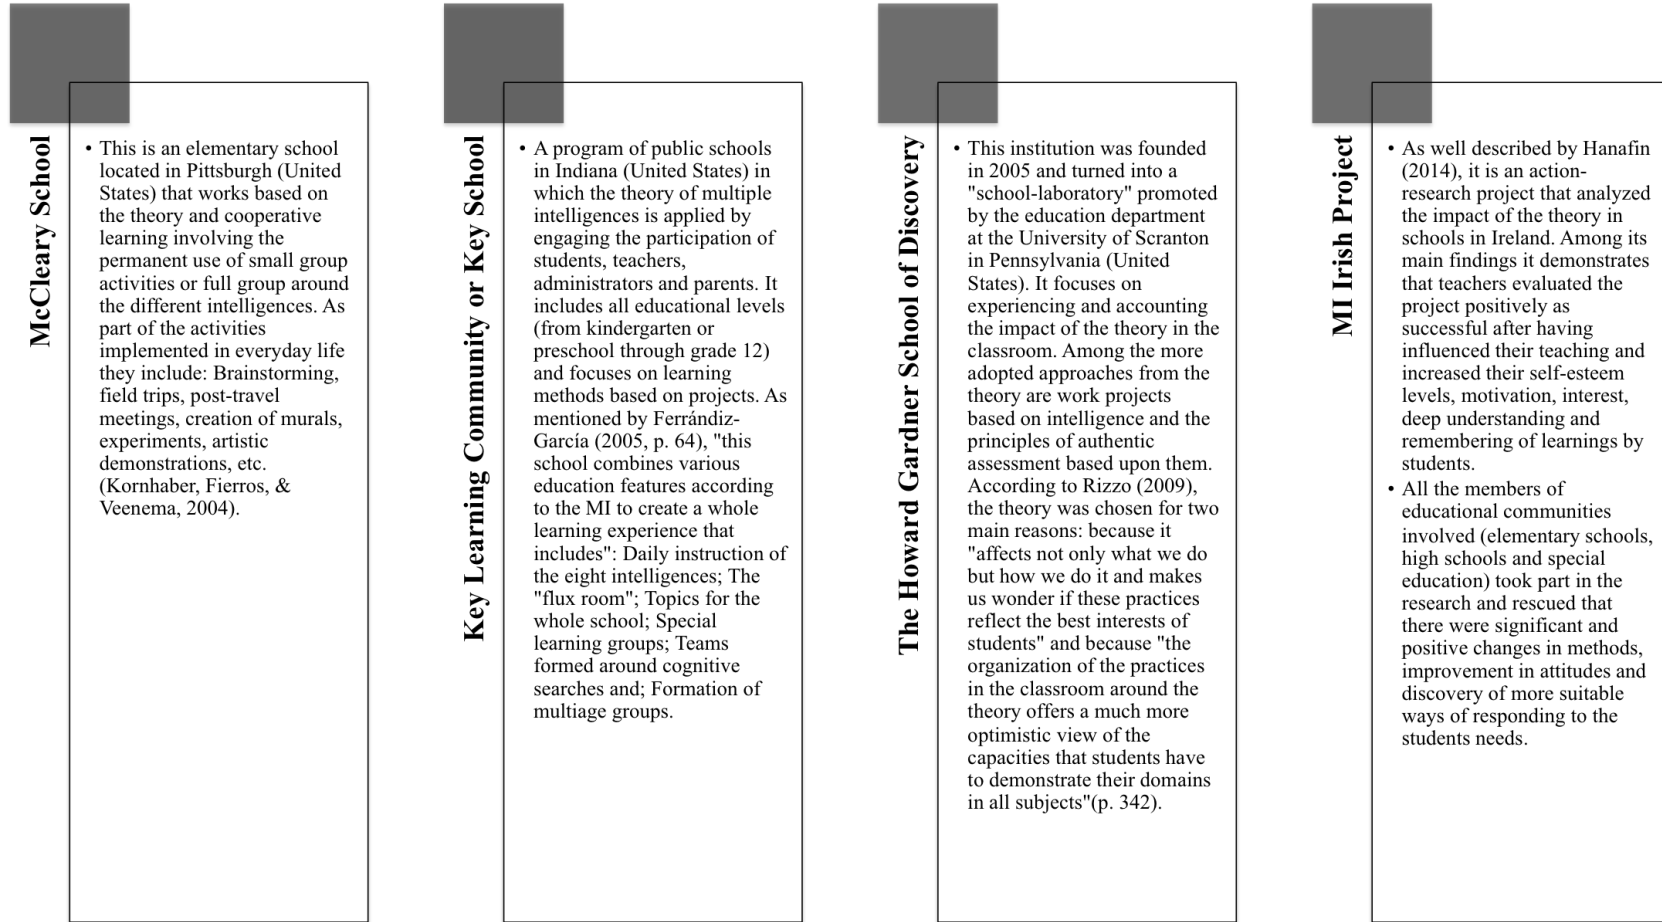 McCleary School
• This is an elementary school
located in Pittsburgh (United
States) that works based on
the theory and cooperative
learning involving the
permanent use of small group
activities or full group around
the different intelligences. As
part of the activities
implemented in everyday life
they include: Brainstorming,
field trips, post-travel
meetings, creation of murals,
experiments, artistic
demonstrations, etc.
(Kornhaber, Fierros, &
Veenema, 2004).
Key Learning Community or Key School
• A program of public schools
in Indiana (United States) in
which the theory of multiple
intelligences is applied by
engaging the participation of
students, teachers,
administrators and parents. It
includes all educational levels
(from kindergarten or
preschool through grade 12)
and focuses on learning
methods based on projects. As
mentioned by Ferrándiz-
García (2005, p. 64), "this
school combines various
education features according
to the MI to create a whole
learning experience that
includes": Daily instruction of
the eight intelligences; The
"flux room"; Topics for the
whole school; Special
learning groups; Teams
formed around cognitive
searches and; Formation of
multiage groups.
The Howard Gardner School of Discovery
• This institution was founded
in 2005 and turned into a
"school-laboratory" promoted
by the education department
at the University of Scranton
in Pennsylvania (United
States). It focuses on
experiencing and accounting
the impact of the theory in the
classroom. Among the more
adopted approaches from the
theory are work projects
based on intelligence and the
principles of authentic
assessment based upon them.
According to Rizzo (2009),
the theory was chosen for two
main reasons: because it
"affects not only what we do
but how we do it and makes
us wonder if these practices
reflect the best interests of
students" and because "the
organization of the practices
in the classroom around the
theory offers a much more
optimistic view of the
capacities that students have
to demonstrate their domains
in all subjects"(p. 342).
MI Irish Project
• As well described by Hanafin
(2014), it is an action-
research project that analyzed
the impact of the theory in
schools in Ireland. Among its
main findings it demonstrates
that teachers evaluated the
project positively as
successful after having
influenced their teaching and
increased their self-esteem
levels, motivation, interest,
deep understanding and
remembering of learnings by
students.
• All the members of
educational communities
involved (elementary schools,
high schools and special
education) took part in the
research and rescued that
there were significant and
positive changes in methods,
improvement in attitudes and
discovery of more suitable
ways of responding to the
students needs.